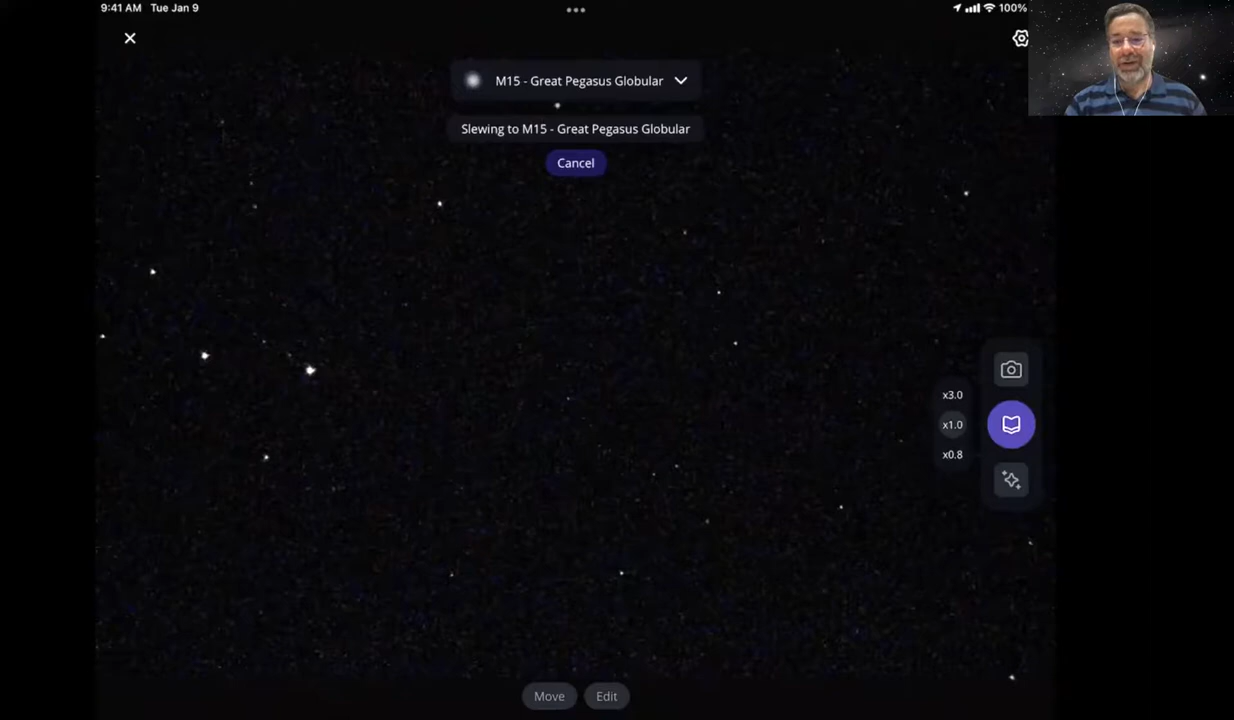 9:41 AM Tue Jan 9
100%
M15 - Great Pegasus Globular
Slewing to M15 - Great Pegasus Globular
Cancel
x3.0
x1.0
x0.8
Move
Edit